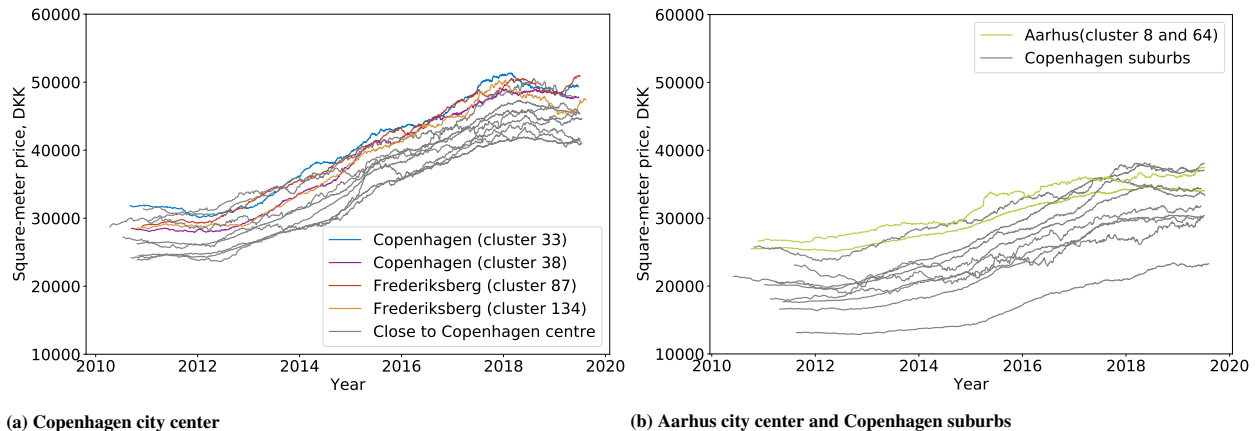 60000
50000
40000
30000
20000
10000
Square-meter price, DKK
2010 2012 2014 2016 2018 2020
Year
Copenhagen (cluster 33)
Copenhagen (cluster 38)
Frederiksberg (cluster 87)
Frederiksberg (cluster 134)
Close to Copenhagen centre
(a) Copenhagen city center
60000
50000
40000
30000
20000
10000
Square-meter price, DKK
2010 2012 2014 2016 2018 2020
Year
Aarhus(cluster 8 and 64)
Copenhagen suburbs
(b) Aarhus city center and Copenhagen suburbs